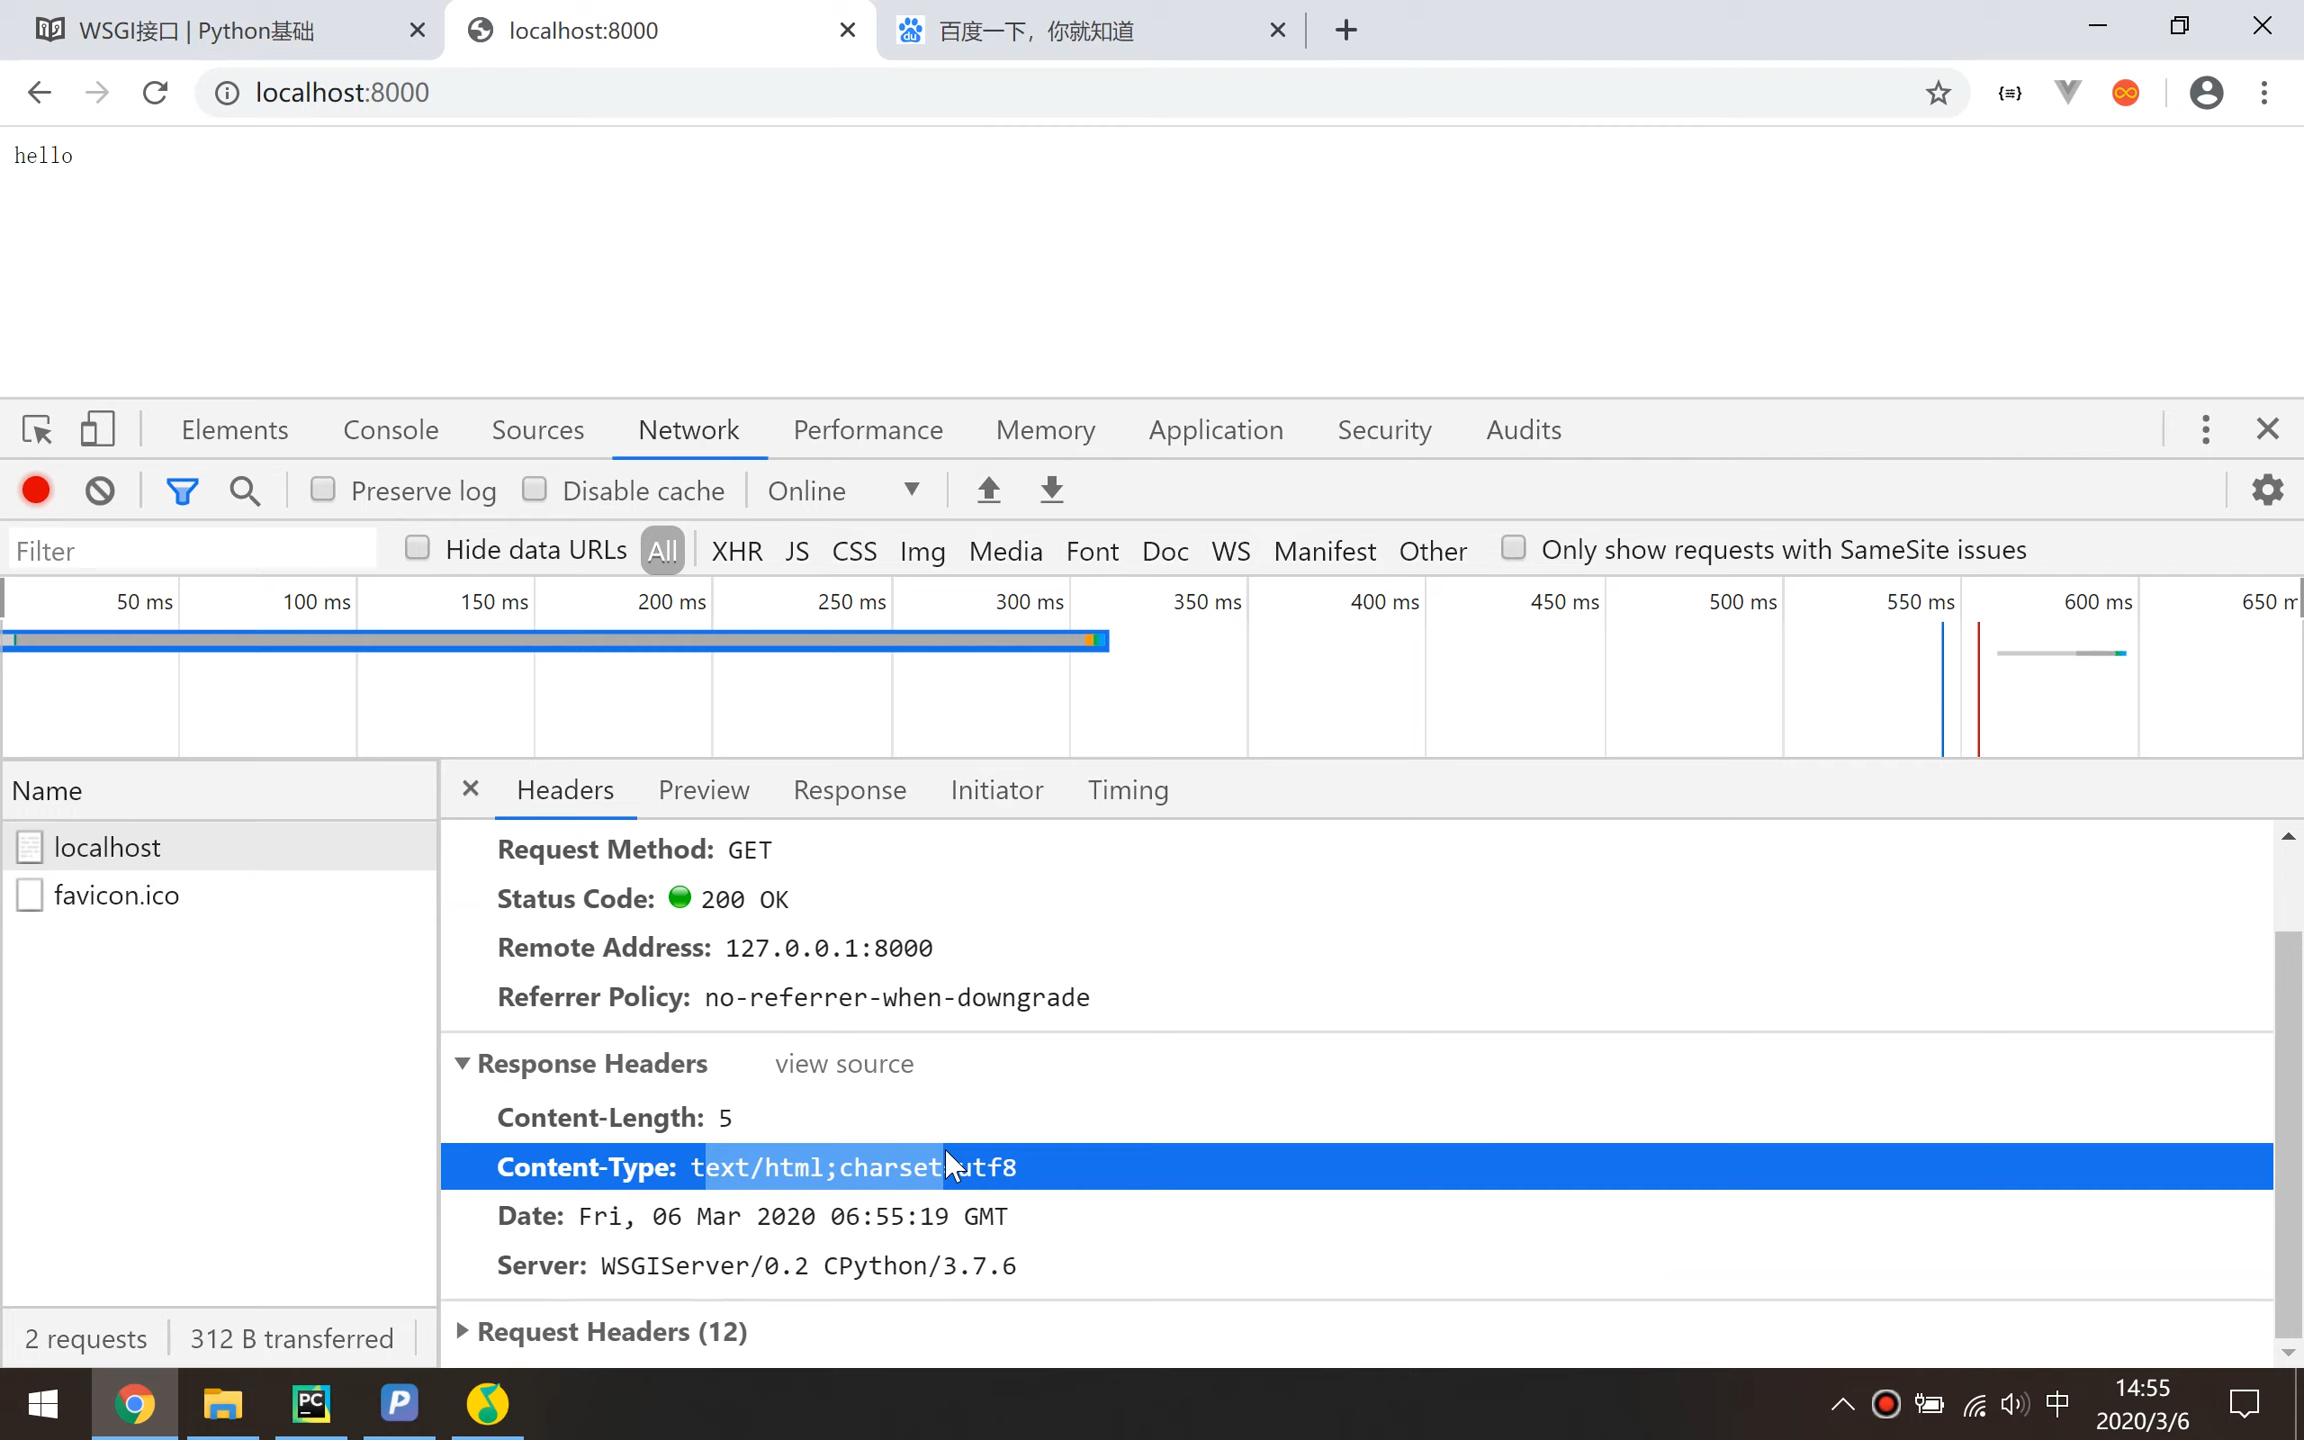 WSGI接口 | Python基础
localhost:8000
百度一下，你就知道
localhost:8000
hello
Elements Console Sources Network Performance Memory Application Security Audits
Preserve log Disable cache Online
Filter Hide data URLs All XHR JS CSS Img Media Font Doc WS Manifest Other Only show requests with SameSite issues
50 ms 100 ms 150 ms 200 ms 250 ms 300 ms 350 ms 400 ms 450 ms 500 ms 550 ms 600 ms 650 m
Name
Headers Preview Response Initiator Timing
localhost
favicon.ico
Request Method: GET
Status Code: 200 OK
Remote Address: 127.0.0.1:8000
Referrer Policy: no-referrer-when-downgrade
Response Headers view source
Content-Length: 5
Content-Type: text/html;charset utf8
Date: Fri, 06 Mar 2020 06:55:19 GMT
Server: WSGIServer/0.2 CPython/3.7.6
Request Headers (12)
2 requests 312 B transferred
中
14:55
2020/3/6